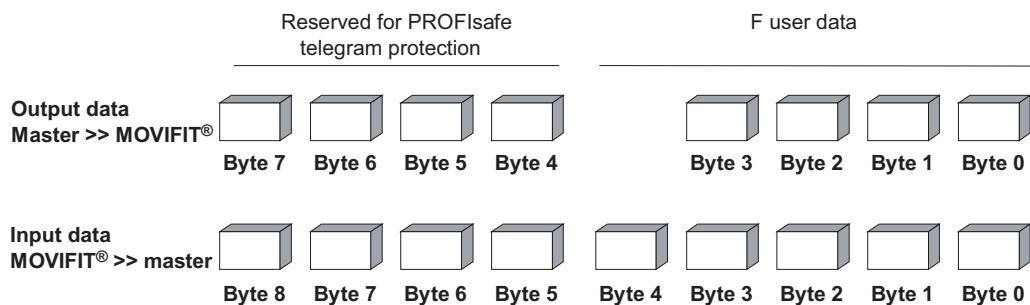 Reserved for PROFIsafe
telegram protection
F user data
Output data
Master >> MOVIFIT®
Byte 7 Byte 6 Byte 5 Byte 4 Byte 3 Byte 2 Byte 1 Byte 0
Input data
MOVIFIT® >> master
Byte 8 Byte 7 Byte 6 Byte 5 Byte 4 Byte 3 Byte 2 Byte 1 Byte 0